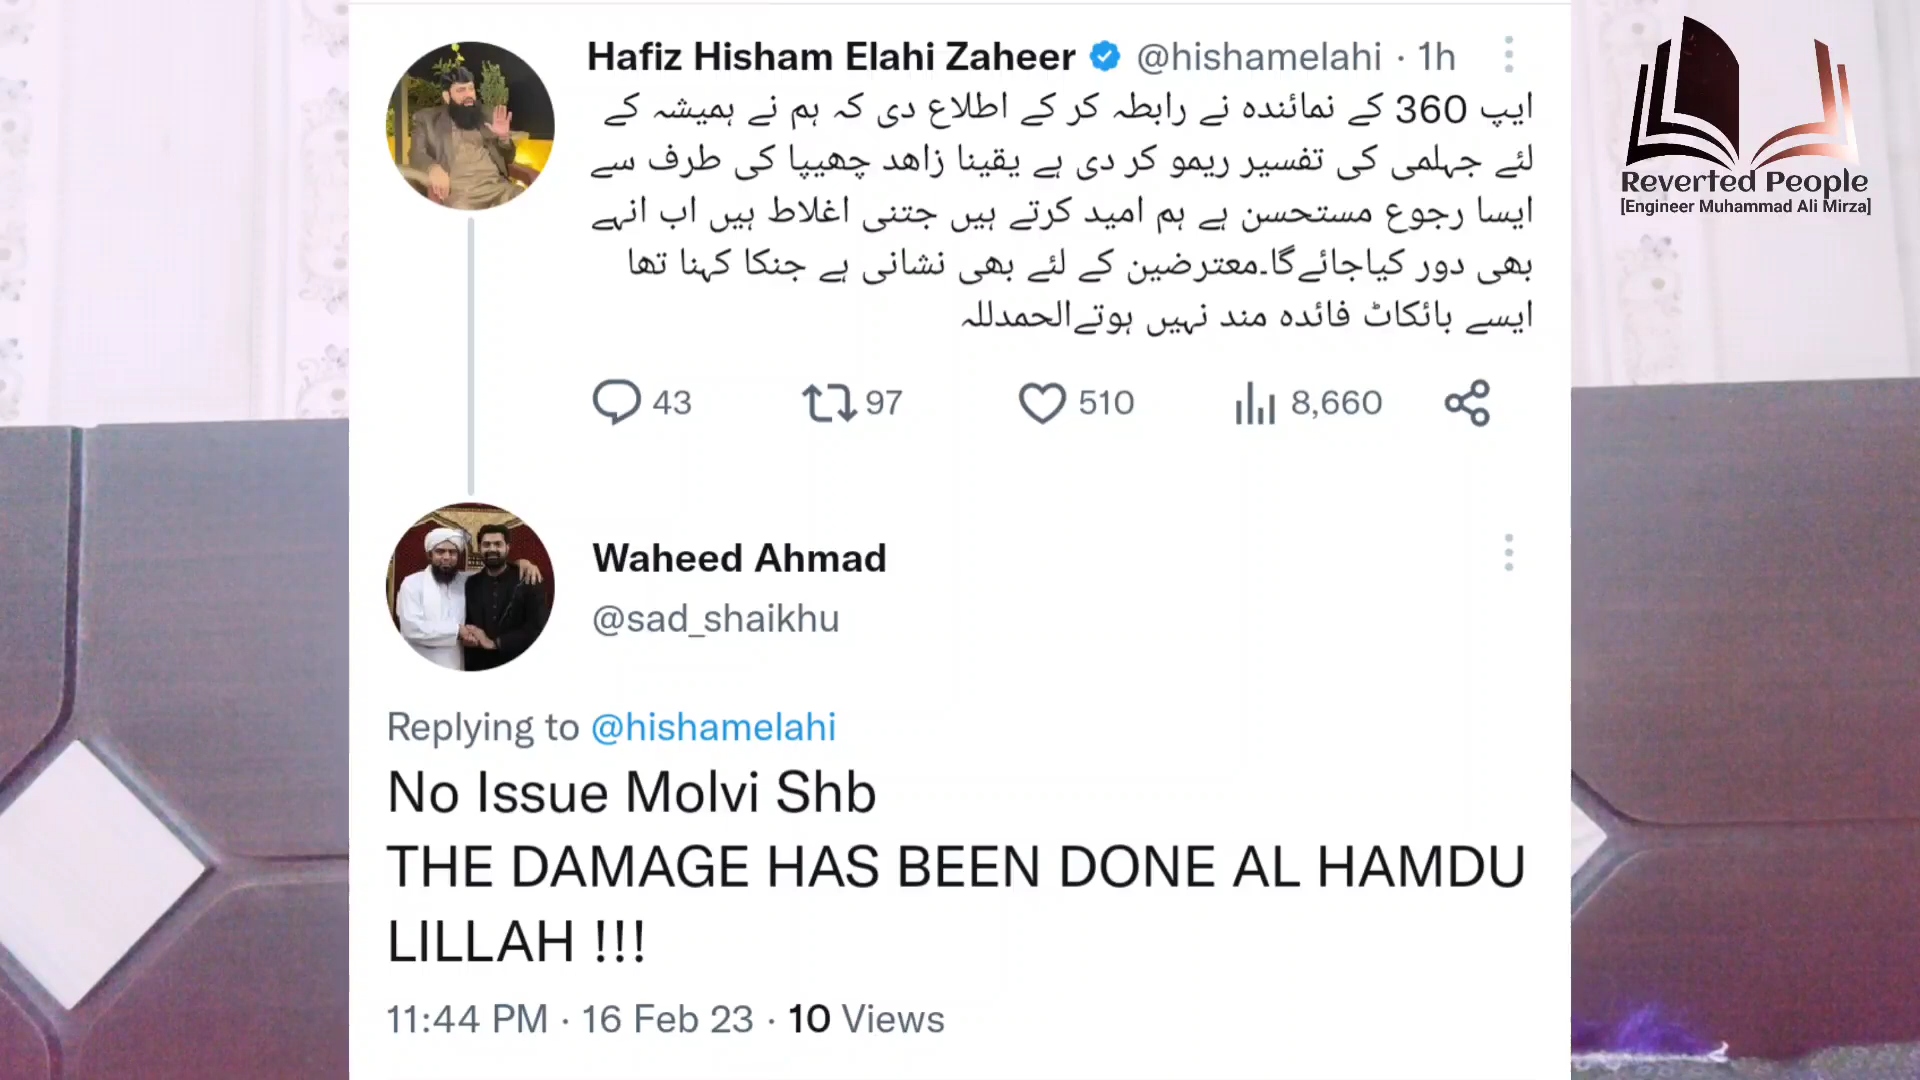 Hafiz Hisham Elahi Zaheer @hishamelahi · 1h
ایپ 360 کے نمائندہ نے رابطہ کر کے اطلاع دی کہ ہم نے ہمیشہ کے
لئے جہلمی کی تفسیر ریمو کر دی ہے یقینا زاھد چھیپا کی طرف سے
ایسا رجوع مستحسن ہے ہم امید کرتے ہیں جتنی اغلاط ہیں اب انہے
بھی دور کیاجائےگا۔معترضین کے لئے بھی نشانی ہے جنکا کہنا تھا
ایسے بائکاٹ فائدہ مند نہیں ہوتےالحمدللہ
43 97 510 8,660
Waheed Ahmad
@sad_shaikhu
Replying to @hishamelahi
No Issue Molvi Shb
THE DAMAGE HAS BEEN DONE AL HAMDU
LILLAH !!!
11:44 PM · 16 Feb 23 · 10 Views
Reverted People
[Engineer Muhammad Ali Mirza]